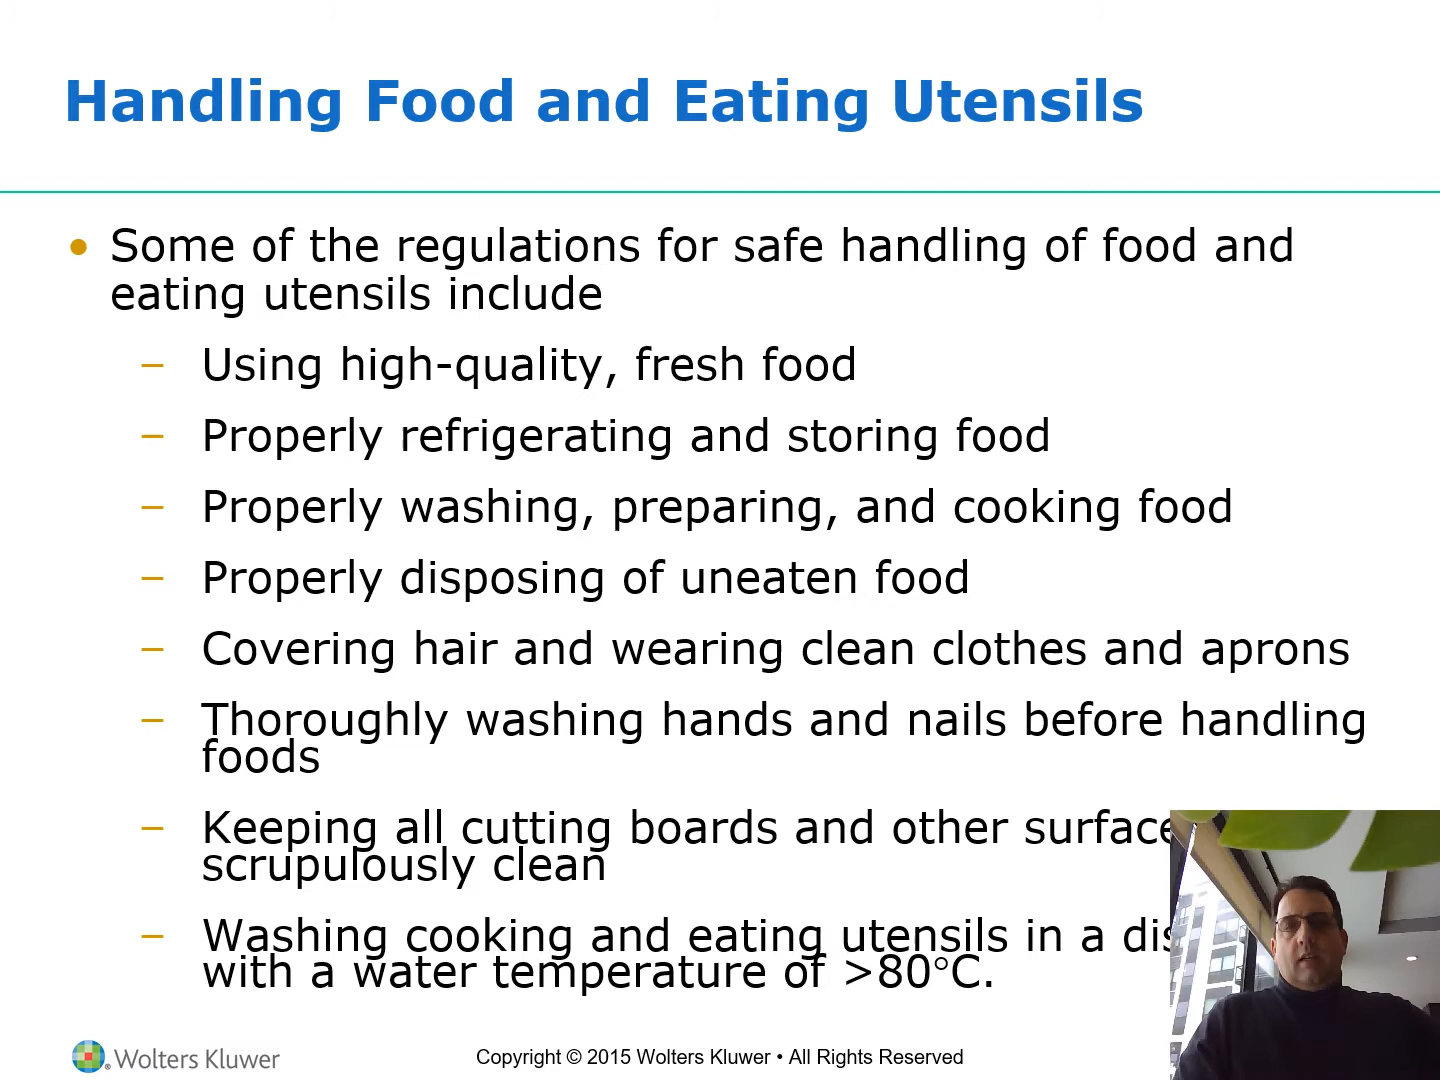 Handling Food and Eating Utensils
• Some of the regulations for safe handling of food and
eating utensils include
– Using high-quality, fresh food
– Properly refrigerating and storing food
– Properly washing, preparing, and cooking food
– Properly disposing of uneaten food
– Covering hair and wearing clean clothes and aprons
– Thoroughly washing hands and nails before handling
foods
– Keeping all cutting boards and other
scrupulously clean
– Washing cooking and eating utensils in a
with a water temperature of >80°C.
Wolters Kluwer
Copyright © 2015 Wolters Kluwer • All Rights Reserved